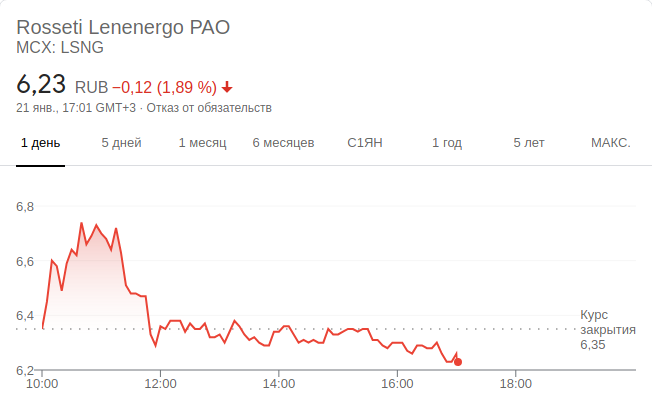 Rosseti Lenenergo PAO
MCX: LSNG
6,23 RUB −0,12 (1,89 %)
21 янв., 17:01 GMT+3 · Отказ от обязательств
1 день 5 дней 1 месяц 6 месяцев С1ЯН 1 год 5 лет МАКС.
6,8
6,6
6,4
6,2
Курс
закрытия
6,35
10:00 12:00 14:00 16:00 18:00